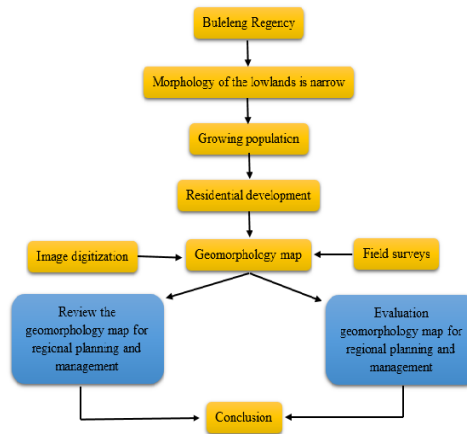 Buleleng Regency
Morphology of the lowlands is narrow
Growing population
Residential development
Image digitization
Geomorphology map
Field surveys
Review the
geomorphology map for
regional planning and
management
Evaluation
geomorphology map for
regional planning and
management
Conclusion